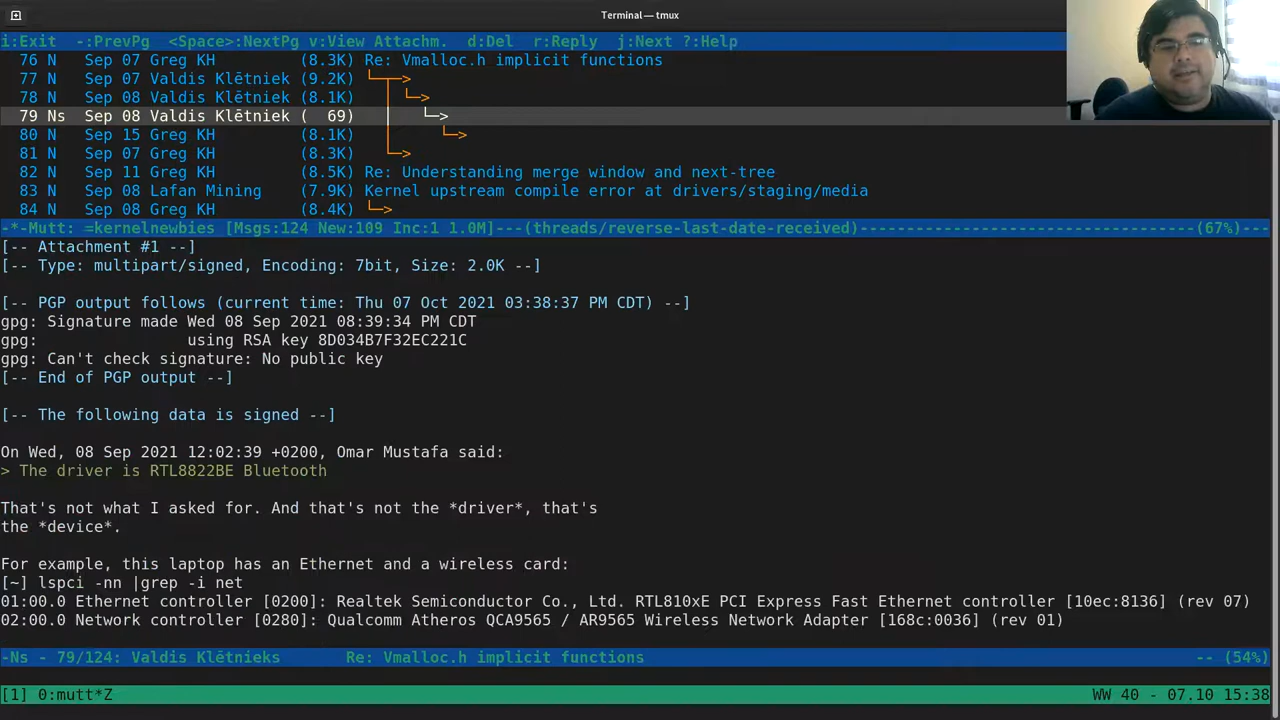 Terminal — tmux
i:Exit  -:PrevPg  <Space>:NextPg v:View Attachm.  d:Del  r:Reply  j:Next ?:Help
76 N   Sep 07 Greg KH         (8.3K) Re: Vmalloc.h implicit functions
77 N   Sep 07 Valdis Klētniek (9.2K) └─┬─>
78 N   Sep 08 Valdis Klētniek (8.1K)   │ └─>
79 Ns  Sep 08 Valdis Klētniek (  69)   │   └─>
80 N   Sep 15 Greg KH         (8.1K)   │     └─>
81 N   Sep 07 Greg KH         (8.3K)   └─>
82 N   Sep 11 Greg KH         (8.5K) Re: Understanding merge window and next-tree
83 N   Sep 08 Lafan Mining    (7.9K) Kernel upstream compile error at drivers/staging/media
84 N   Sep 08 Greg KH         (8.4K) └─>
-*-Mutt: =kernelnewbies [Msgs:124 New:109 Inc:1 1.0M]---(threads/reverse-last-date-received)-----------------------------------(67%)---
[-- Attachment #1 --]
[-- Type: multipart/signed, Encoding: 7bit, Size: 2.0K --]
[-- PGP output follows (current time: Thu 07 Oct 2021 03:38:37 PM CDT) --]
gpg: Signature made Wed 08 Sep 2021 08:39:34 PM CDT
gpg:                using RSA key 8D034B7F32EC221C
gpg: Can't check signature: No public key
[-- End of PGP output --]
[-- The following data is signed --]
On Wed, 08 Sep 2021 12:02:39 +0200, Omar Mustafa said:
> The driver is RTL8822BE Bluetooth
That's not what I asked for. And that's not the *driver*, that's
the *device*.
For example, this laptop has an Ethernet and a wireless card:
[~] lspci -nn |grep -i net
01:00.0 Ethernet controller [0200]: Realtek Semiconductor Co., Ltd. RTL810xE PCI Express Fast Ethernet controller [10ec:8136] (rev 07)
02:00.0 Network controller [0280]: Qualcomm Atheros QCA9565 / AR9565 Wireless Network Adapter [168c:0036] (rev 01)
-Ns - 79/124: Valdis Klētnieks       Re: Vmalloc.h implicit functions                    -- (54%)
[1] 0:mutt*Z                    WW 40 - 07.10 15:38